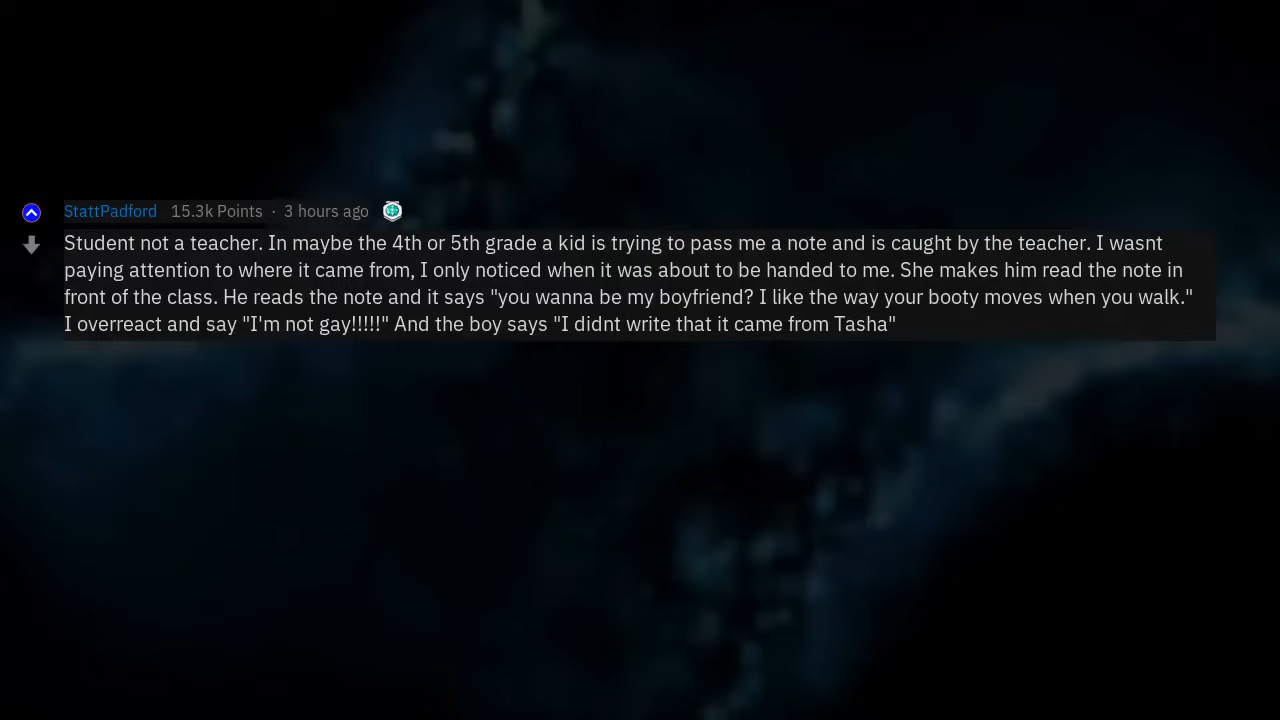 StattPadford 15.3k Points · 3 hours ago
Student not a teacher. In maybe the 4th or 5th grade a kid is trying to pass me a note and is caught by the teacher. I wasnt
paying attention to where it came from, I only noticed when it was about to be handed to me. She makes him read the note in
front of the class. He reads the note and it says "you wanna be my boyfriend? I like the way your booty moves when you walk."
I overreact and say "I'm not gay!!!!!" And the boy says "I didnt write that it came from Tasha"